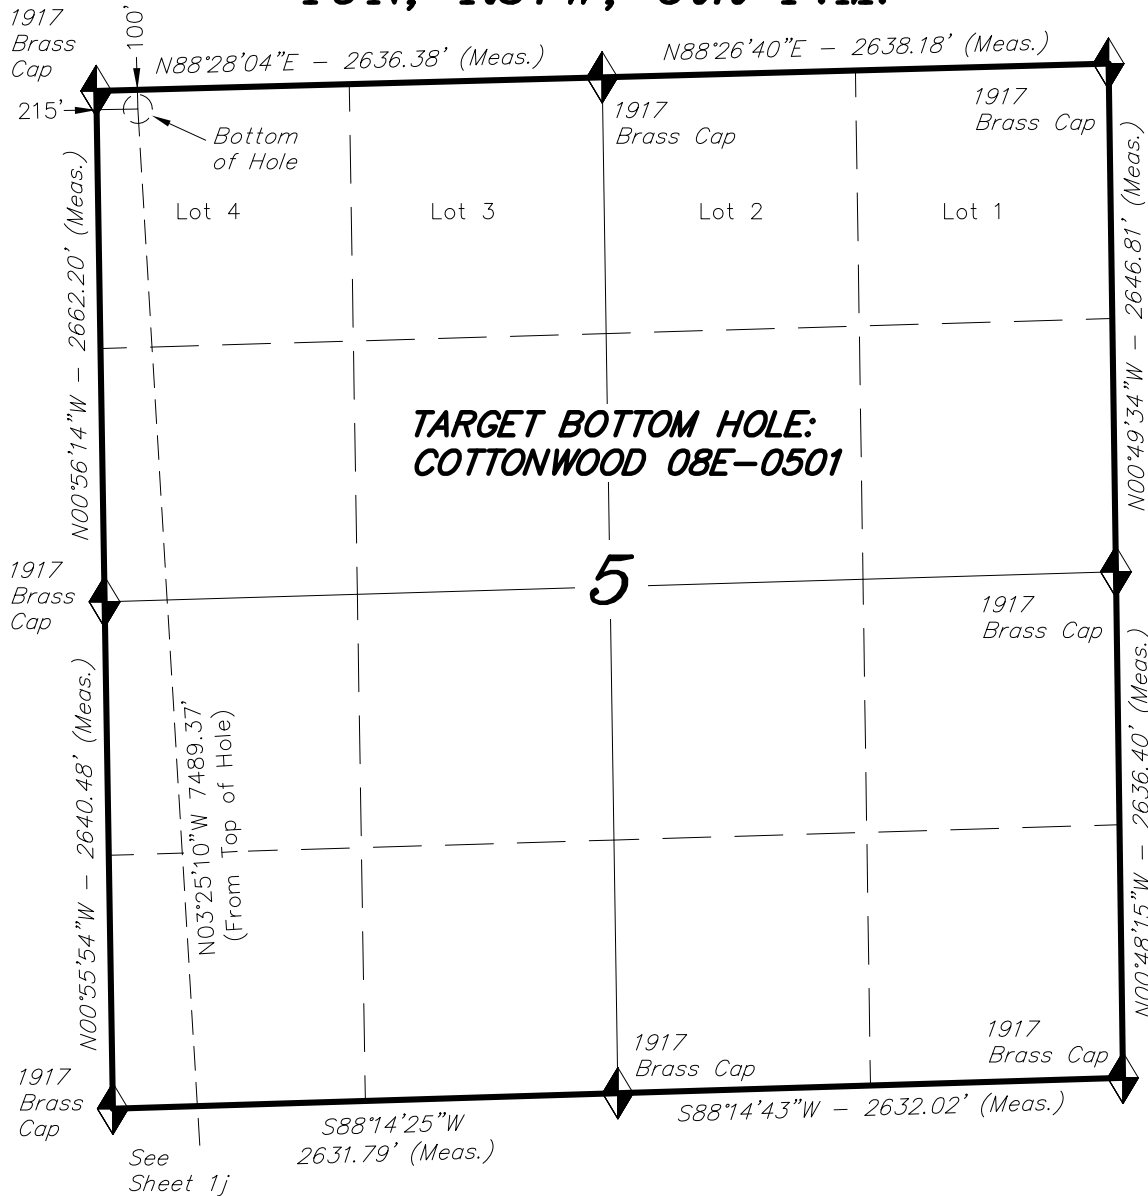 1917
Brass
Cap
100'
N88°28'04"E - 2636.38' (Meas.)
N88°26'40"E - 2638.18' (Meas.)
215'
Bottom
of Hole
1917
Brass Cap
1917
Brass Cap
Lot 4
Lot 3
Lot 2
Lot 1
N00°56'14"W - 2662.20' (Meas.)
N00°49'34"W - 2646.81' (Meas.)
TARGET BOTTOM HOLE:
COTTONWOOD 08E-0501
5
1917
Brass
Cap
1917
Brass Cap
N00°55'54"W - 2640.48' (Meas.)
N03°25'10"W 7489.37'
(From Top of Hole)
N00°48'15"W - 2636.40' (Meas.)
1917
Brass Cap
1917
Brass Cap
1917
Brass
Cap
S88°14'25"W
2631.79' (Meas.)
S88°14'43"W - 2632.02' (Meas.)
See
Sheet 1j